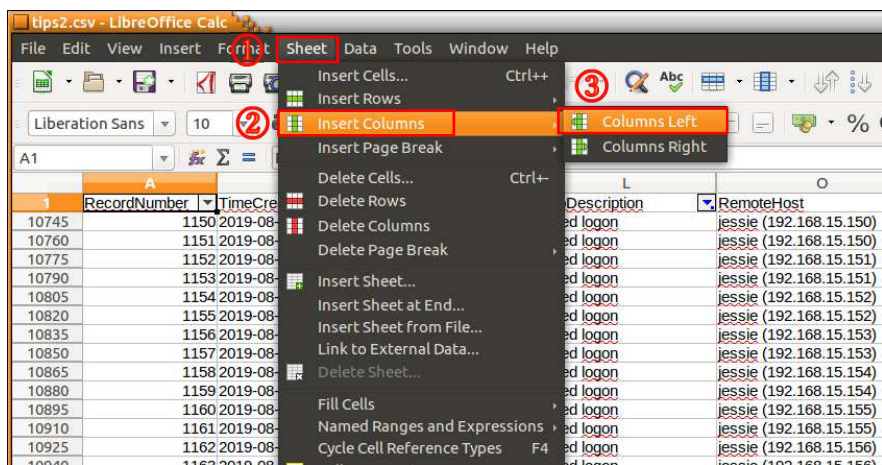 tips2.csv - LibreOffice Calc
File Edit View Insert Format Sheet Data Tools Window Help
①
Insert Cells... Ctrl++
Insert Rows
③
Abc
Liberation Sans 10 ② Insert Columns Columns Left %
A1 Σ = Insert Page Break Columns Right
Delete Cells... Ctrl+-
A L O
1 RecordNumber TimeCre Delete Rows Description RemoteHost
10745 1150 2019-08- Delete Columns ed logon jessie (192.168.15.150)
10760 1151 2019-08- Delete Page Break ed logon jessie (192.168.15.150)
10775 1152 2019-08- ed logon jessie (192.168.15.151)
10790 1153 2019-08- Insert Sheet... ed logon jessie (192.168.15.151)
10805 1154 2019-08- Insert Sheet at End... ed logon jessie (192.168.15.152)
10820 1155 2019-08- Insert Sheet from File... ed logon jessie (192.168.15.152)
10835 1156 2019-08- ed logon jessie (192.168.15.153)
10850 1157 2019-08- Link to External Data... ed logon jessie (192.168.15.153)
10865 1158 2019-08- Delete Sheet... ed logon jessie (192.168.15.154)
10880 1159 2019-08- ed logon jessie (192.168.15.154)
10895 1160 2019-08- Fill Cells ed logon jessie (192.168.15.155)
10910 1161 2019-08- Named Ranges and Expressions ed logon jessie (192.168.15.155)
10925 1162 2019-08- Cycle Cell Reference Types F4 ed logon jessie (192.168.15.156)